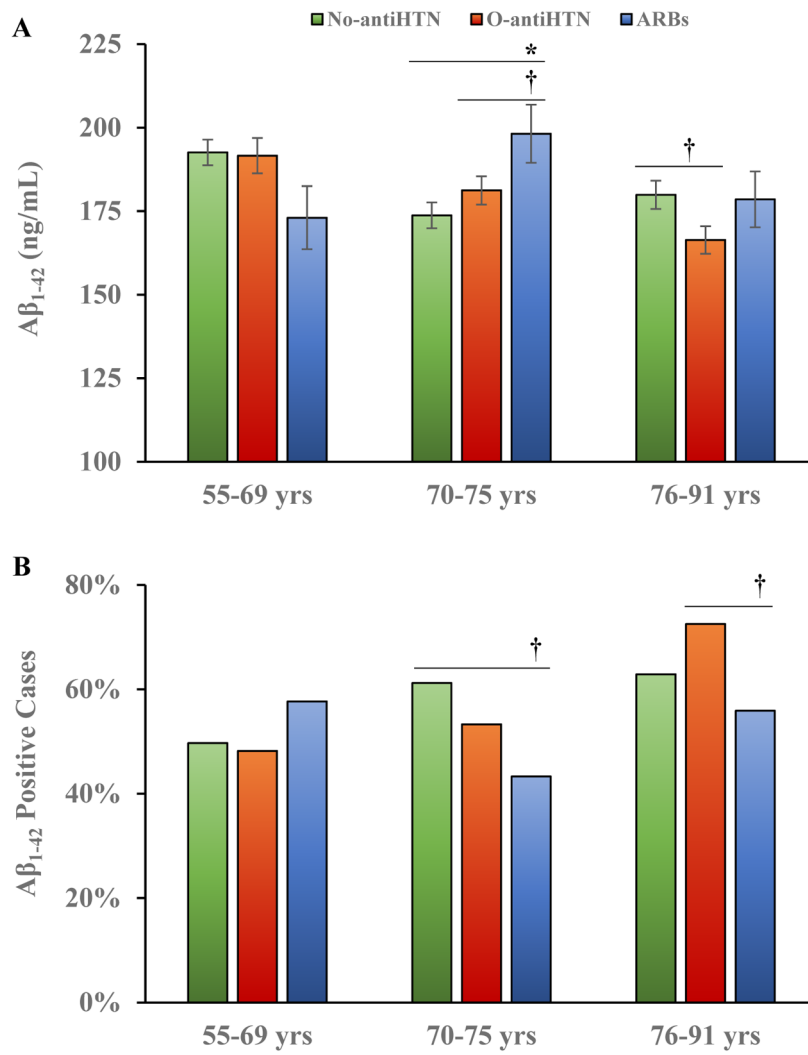 A
No-antiHTN O-antiHTN ARBs
225
200
175
150
125
100
Aβ1-42 (ng/mL)
*
†
†
55-69 yrs 70-75 yrs 76-91 yrs
B
80%
60%
40%
20%
0%
Aβ1-42 Positive Cases
†
†
55-69 yrs 70-75 yrs 76-91 yrs